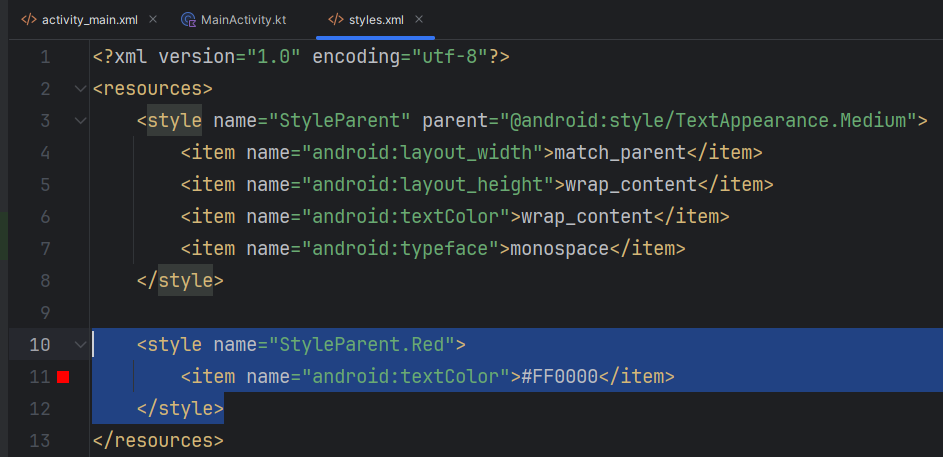 activity_main.xml × MainActivity.kt styles.xml ×
1 <?xml version="1.0" encoding="utf-8"?>
2 <resources>
3 <style name="StyleParent" parent="@android:style/TextAppearance.Medium">
4 <item name="android:layout_width">match_parent</item>
5 <item name="android:layout_height">wrap_content</item>
6 <item name="android:textColor">wrap_content</item>
7 <item name="android:typeface">monospace</item>
8 </style>
9
10 <style name="StyleParent.Red">
11 <item name="android:textColor">#FF0000</item>
12 </style>
13 </resources>